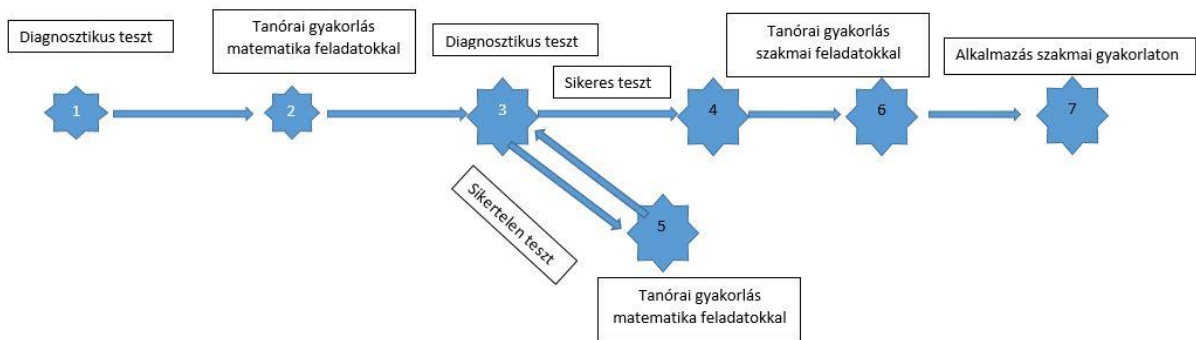 Diagnosztikus teszt
Tanórai gyakorlás
matematika feladatokkal
Diagnosztikus teszt
Sikeres teszt
Tanórai gyakorlás
szakmai feladatokkal
Alkalmazás szakmai gyakorlaton
1
2
3
4
6
7
Sikertelen teszt
5
Tanórai gyakorlás
matematika feladatokkal